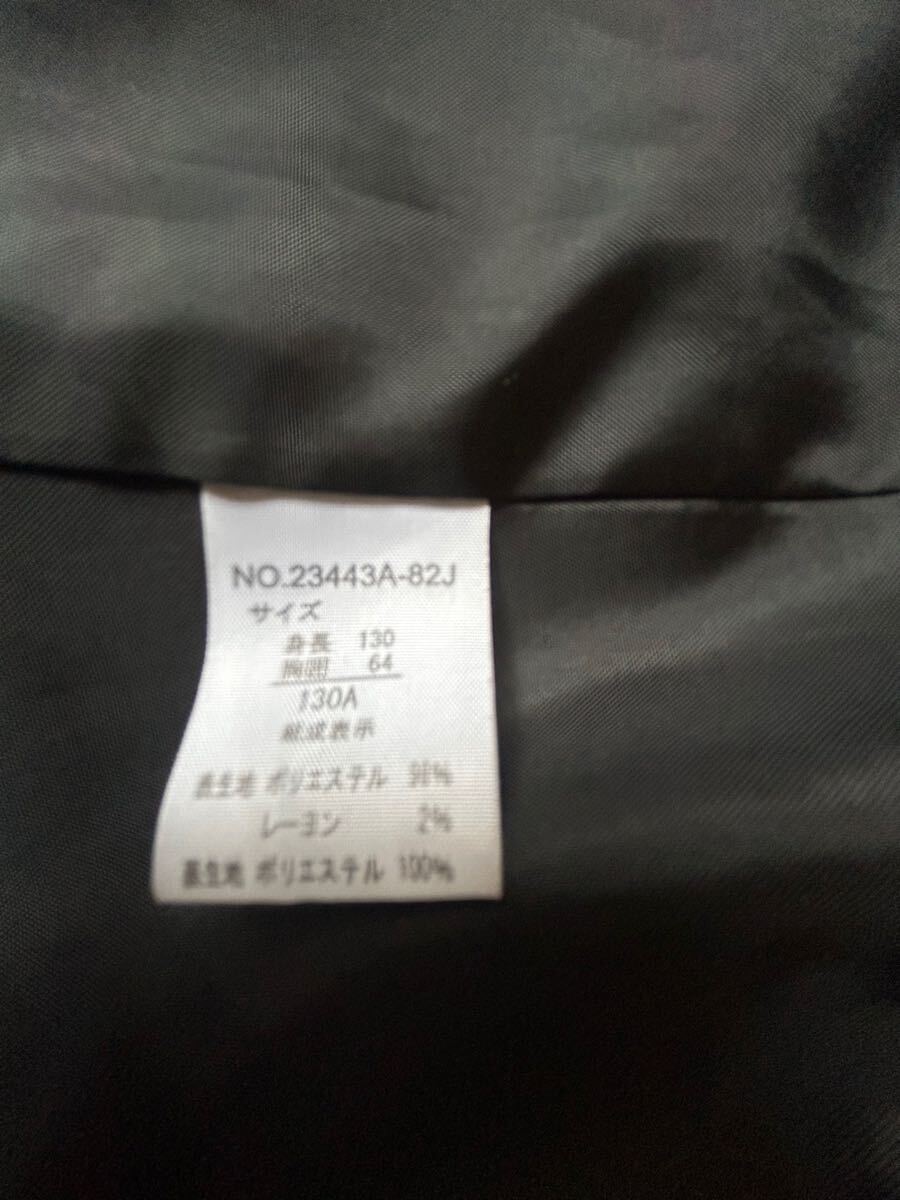 NO.23443A-82J
サイズ
身長 130
胸囲 64
130A
組成表示
表生地 ポリエステル 98%
レーヨン 2%
裏生地 ポリエステル 100%